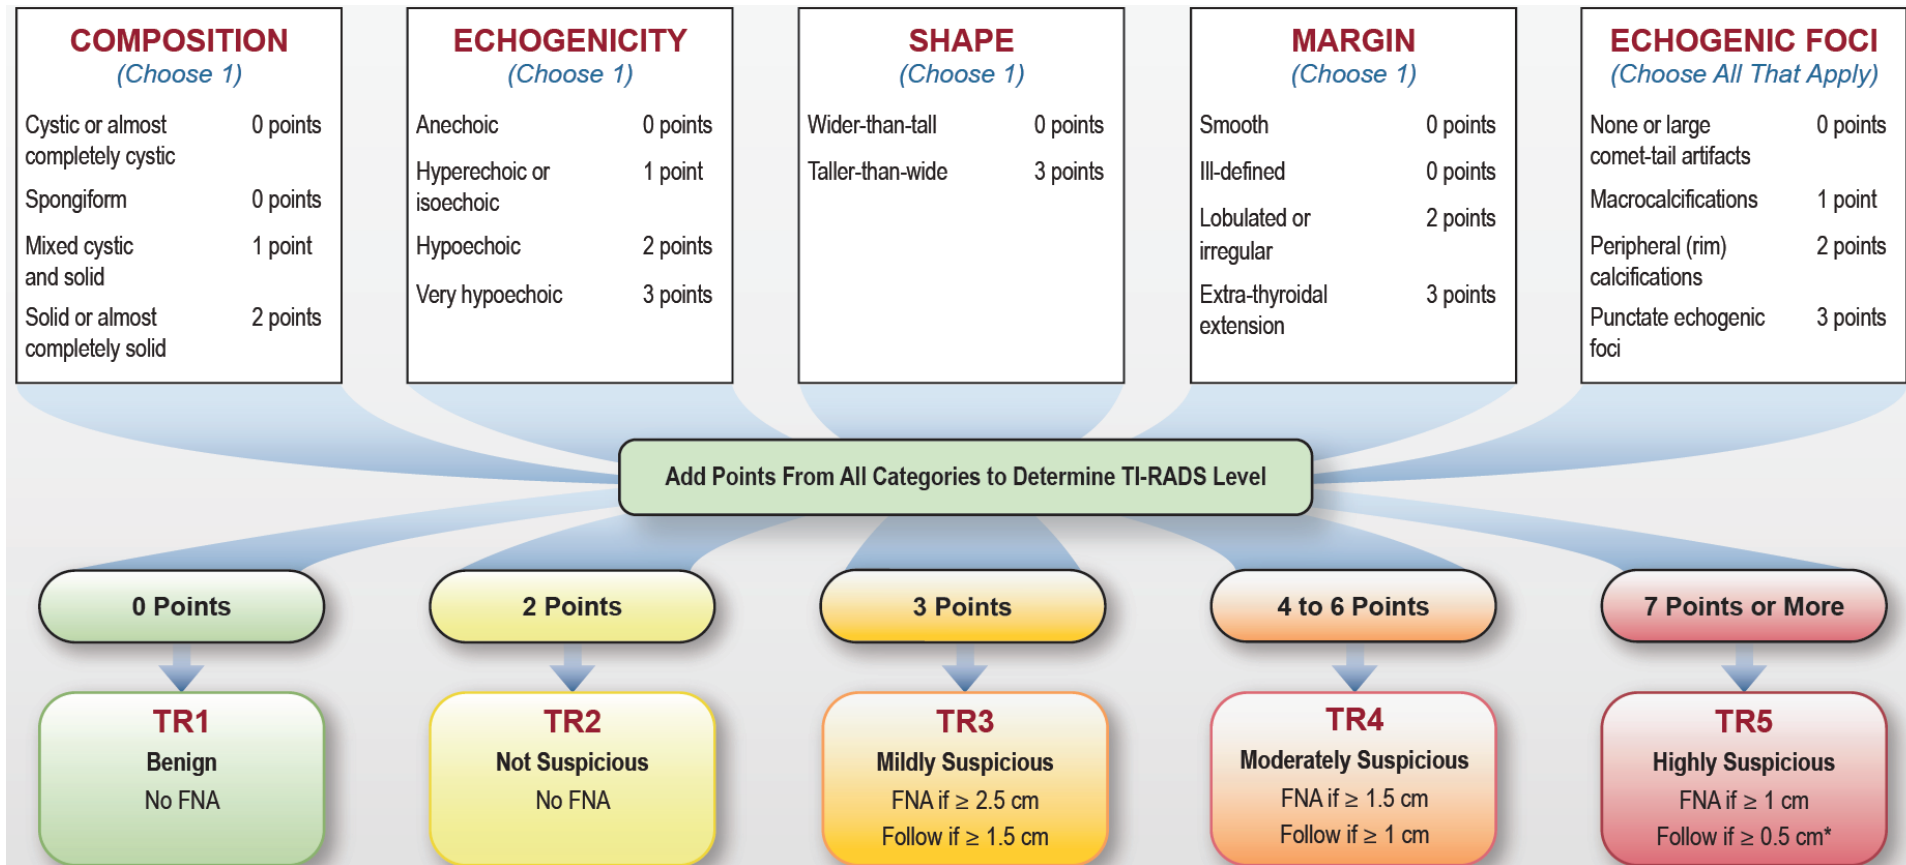 COMPOSITION
(Choose 1)
Cystic or almost 0 points
completely cystic
Spongiform 0 points
Mixed cystic 1 point
and solid
Solid or almost 2 points
completely solid
ECHOGENICITY
(Choose 1)
Anechoic 0 points
Hyperechoic or 1 point
isoechoic
Hypoechoic 2 points
Very hypoechoic 3 points
SHAPE
(Choose 1)
Wider-than-tall 0 points
Taller-than-wide 3 points
MARGIN
(Choose 1)
Smooth 0 points
Ill-defined 0 points
Lobulated or 2 points
irregular
Extra-thyroidal 3 points
extension
ECHOGENIC FOCI
(Choose All That Apply)
None or large 0 points
comet-tail artifacts
Macrocalcifications 1 point
Peripheral (rim) 2 points
calcifications
Punctate echogenic 3 points
foci
Add Points From All Categories to Determine TI-RADS Level
0 Points
2 Points
3 Points
4 to 6 Points
7 Points or More
TR1
Benign
No FNA
TR2
Not Suspicious
No FNA
TR3
Mildly Suspicious
FNA if ≥ 2.5 cm
Follow if ≥ 1.5 cm
TR4
Moderately Suspicious
FNA if ≥ 1.5 cm
Follow if ≥ 1 cm
TR5
Highly Suspicious
FNA if ≥ 1 cm
Follow if ≥ 0.5 cm*